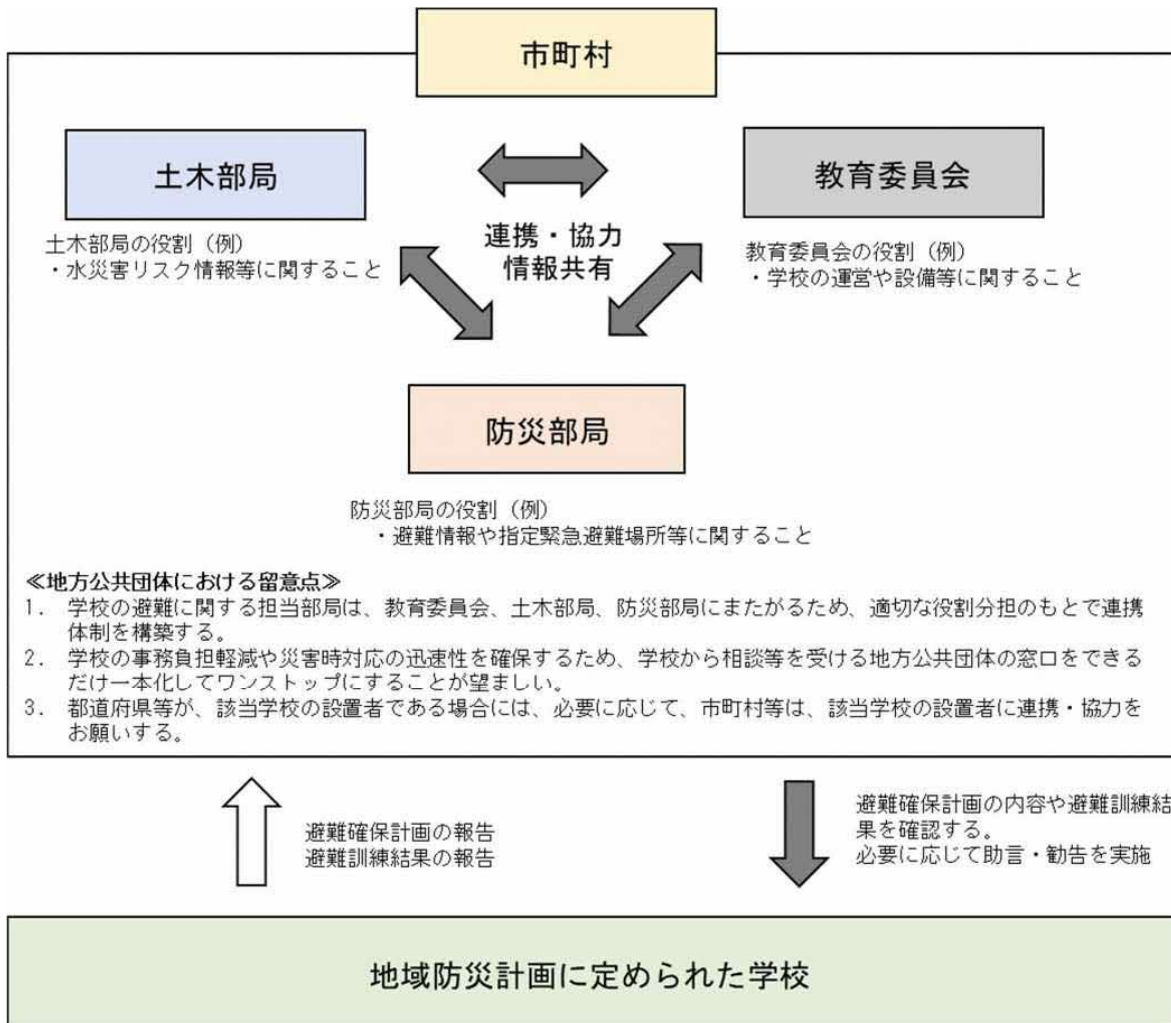 市町村
土木部局
教育委員会
土木部局の役割（例）
・水災害リスク情報等に関すること
連携・協力
情報共有
教育委員会の役割（例）
・学校の運営や設備等に関すること
防災部局
防災部局の役割（例）
・避難情報や指定緊急避難場所等に関すること
≪地方公共団体における留意点≫
1. 学校の避難に関する担当部局は、教育委員会、土木部局、防災部局にまたがるため、適切な役割分担のもとで連携
体制を構築する。
2. 学校の事務負担軽減や災害時対応の迅速性を確保するため、学校から相談等を受ける地方公共団体の窓口をできる
だけ一本化してワンストップにすることが望ましい。
3. 都道府県等が、該当学校の設置者である場合には、必要に応じて、市町村等は、該当学校の設置者に連携・協力を
お願いする。
避難確保計画の報告
避難訓練結果の報告
避難確保計画の内容や避難訓練結
果を確認する。
必要に応じて助言・勧告を実施
地域防災計画に定められた学校